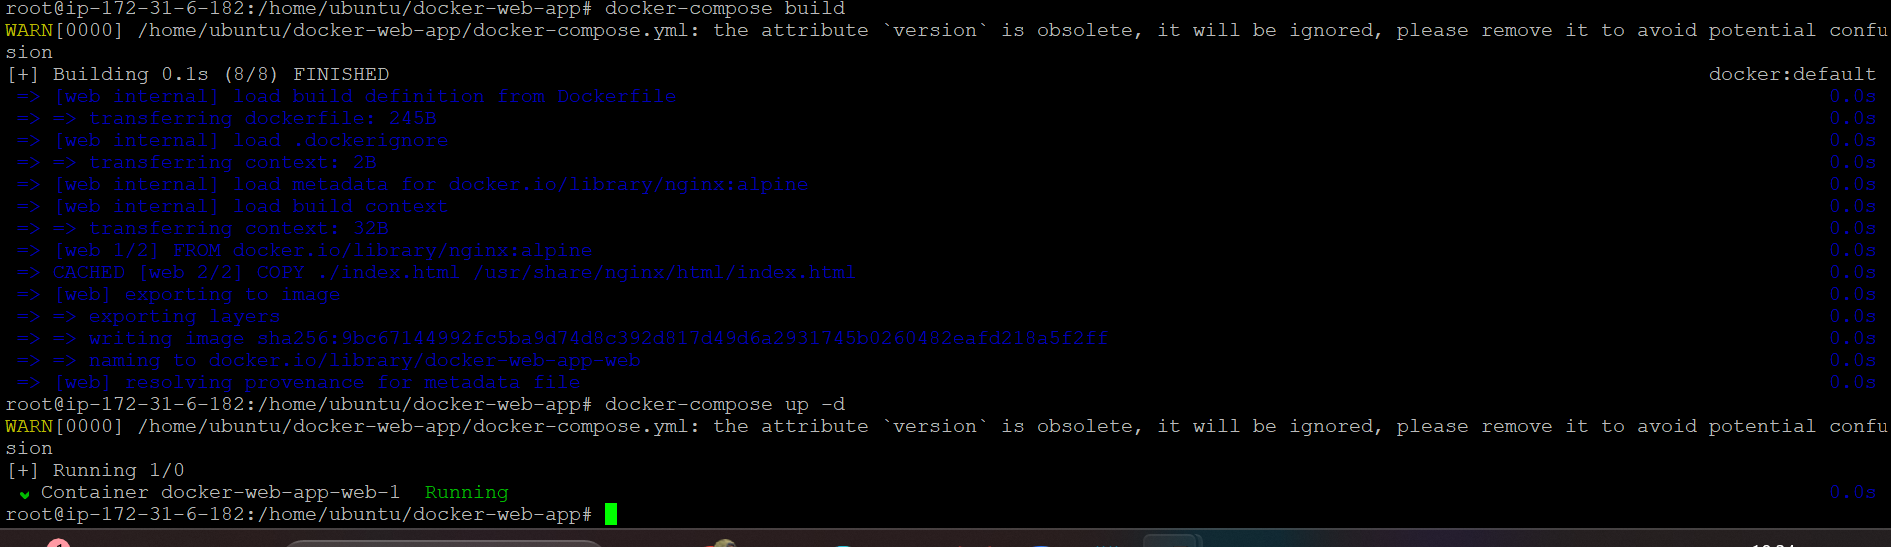 root@ip-172-31-6-182:/home/ubuntu/docker-web-app# docker-compose build
WARN[0000] /home/ubuntu/docker-web-app/docker-compose.yml: the attribute `version` is obsolete, it will be ignored, please remove it to avoid potential confu
sion
[+] Building 0.1s (8/8) FINISHED docker:default
=> [web internal] load build definition from Dockerfile 0.0s
=> => transferring dockerfile: 245B 0.0s
=> [web internal] load .dockerignore 0.0s
=> => transferring context: 2B 0.0s
=> [web internal] load metadata for docker.io/library/nginx:alpine 0.0s
=> [web internal] load build context 0.0s
=> => transferring context: 32B 0.0s
=> [web 1/2] FROM docker.io/library/nginx:alpine 0.0s
=> CACHED [web 2/2] COPY ./index.html /usr/share/nginx/html/index.html 0.0s
=> [web] exporting to image 0.0s
=> => exporting layers 0.0s
=> => writing image sha256:9bc67144992fc5ba9d74d8c392d817d49d6a2931745b0260482eafd218a5f2ff 0.0s
=> => naming to docker.io/library/docker-web-app-web 0.0s
=> [web] resolving provenance for metadata file 0.0s
root@ip-172-31-6-182:/home/ubuntu/docker-web-app# docker-compose up -d
WARN[0000] /home/ubuntu/docker-web-app/docker-compose.yml: the attribute `version` is obsolete, it will be ignored, please remove it to avoid potential confu
sion
[+] Running 1/0
✔ Container docker-web-app-web-1 Running 0.0s
root@ip-172-31-6-182:/home/ubuntu/docker-web-app#